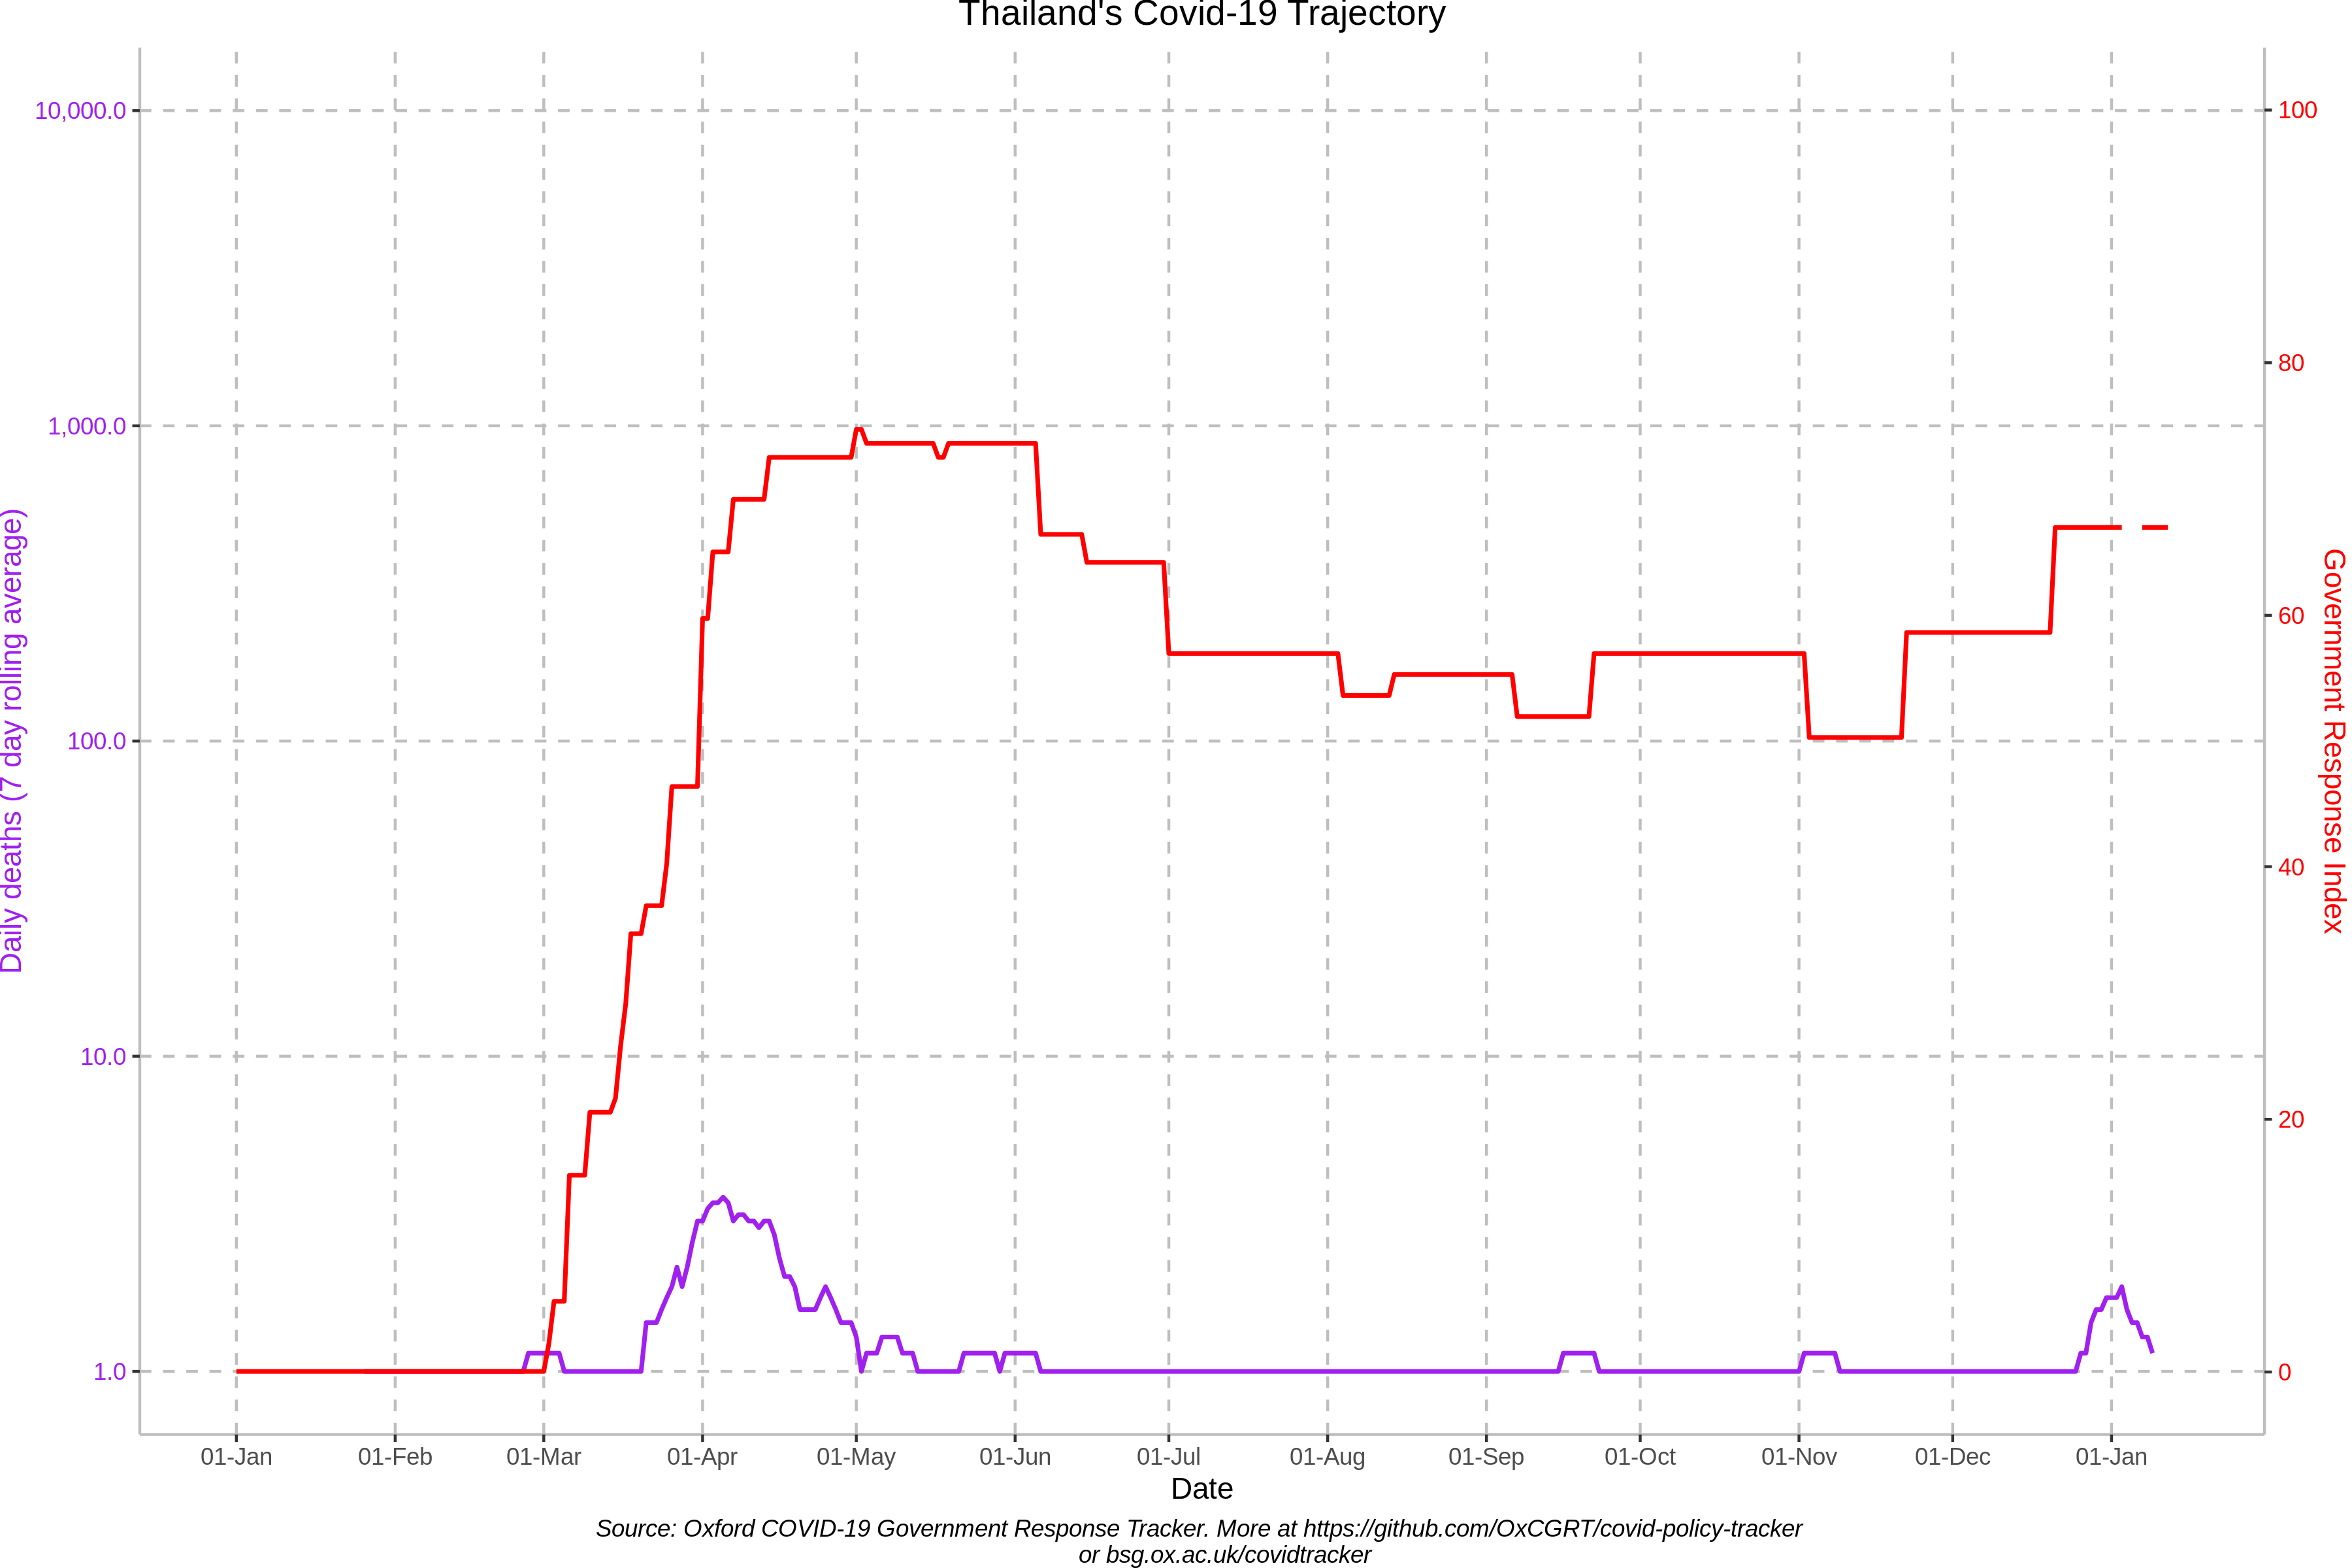 Thailand's Covid-19 Trajectory
10,000.0
1,000.0
100.0
10.0
1.0
Daily deaths (7 day rolling average)
100
80
60
40
20
0
Government Response Index
01-Jan 01-Feb 01-Mar 01-Apr 01-May 01-Jun 01-Jul 01-Aug 01-Sep 01-Oct 01-Nov 01-Dec 01-Jan
Date
Source: Oxford COVID-19 Government Response Tracker. More at https://github.com/OxCGRT/covid-policy-tracker
or bsg.ox.ac.uk/covidtracker